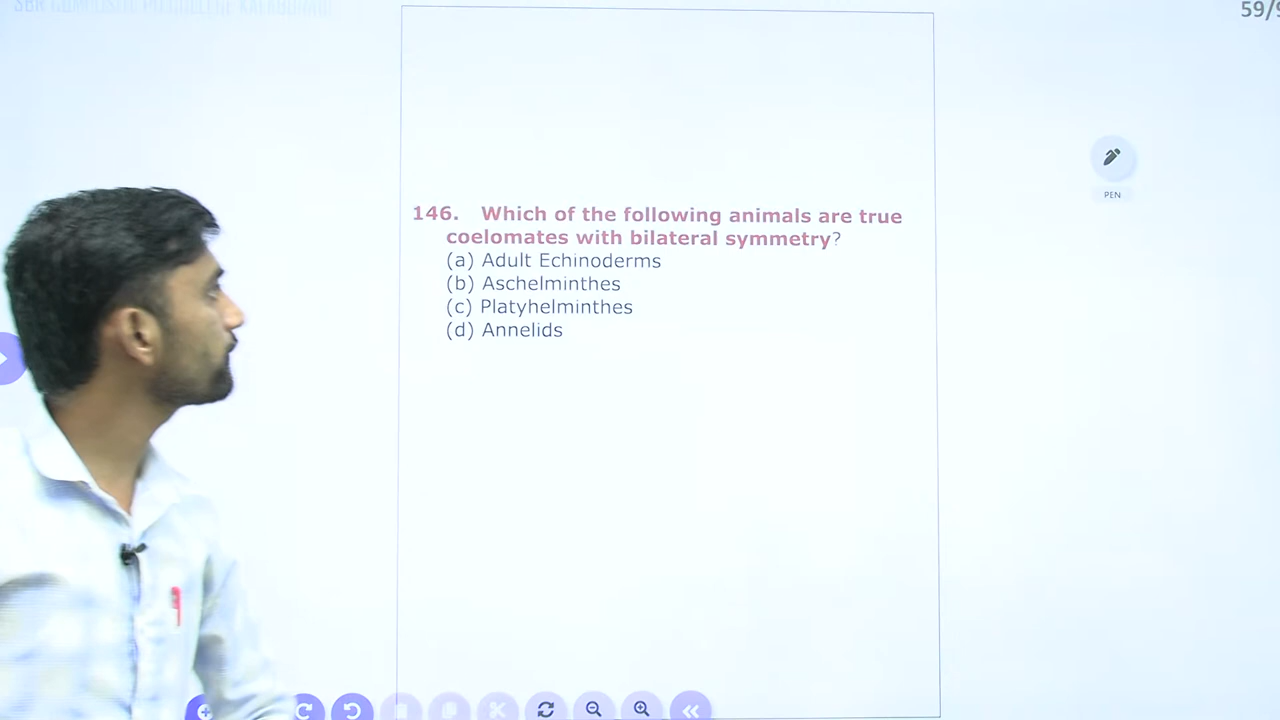 59/9
PEN
146. Which of the following animals are true
coelomates with bilateral symmetry?
(a) Adult Echinoderms
(b) Aschelminthes
(c) Platyhelminthes
(d) Annelids